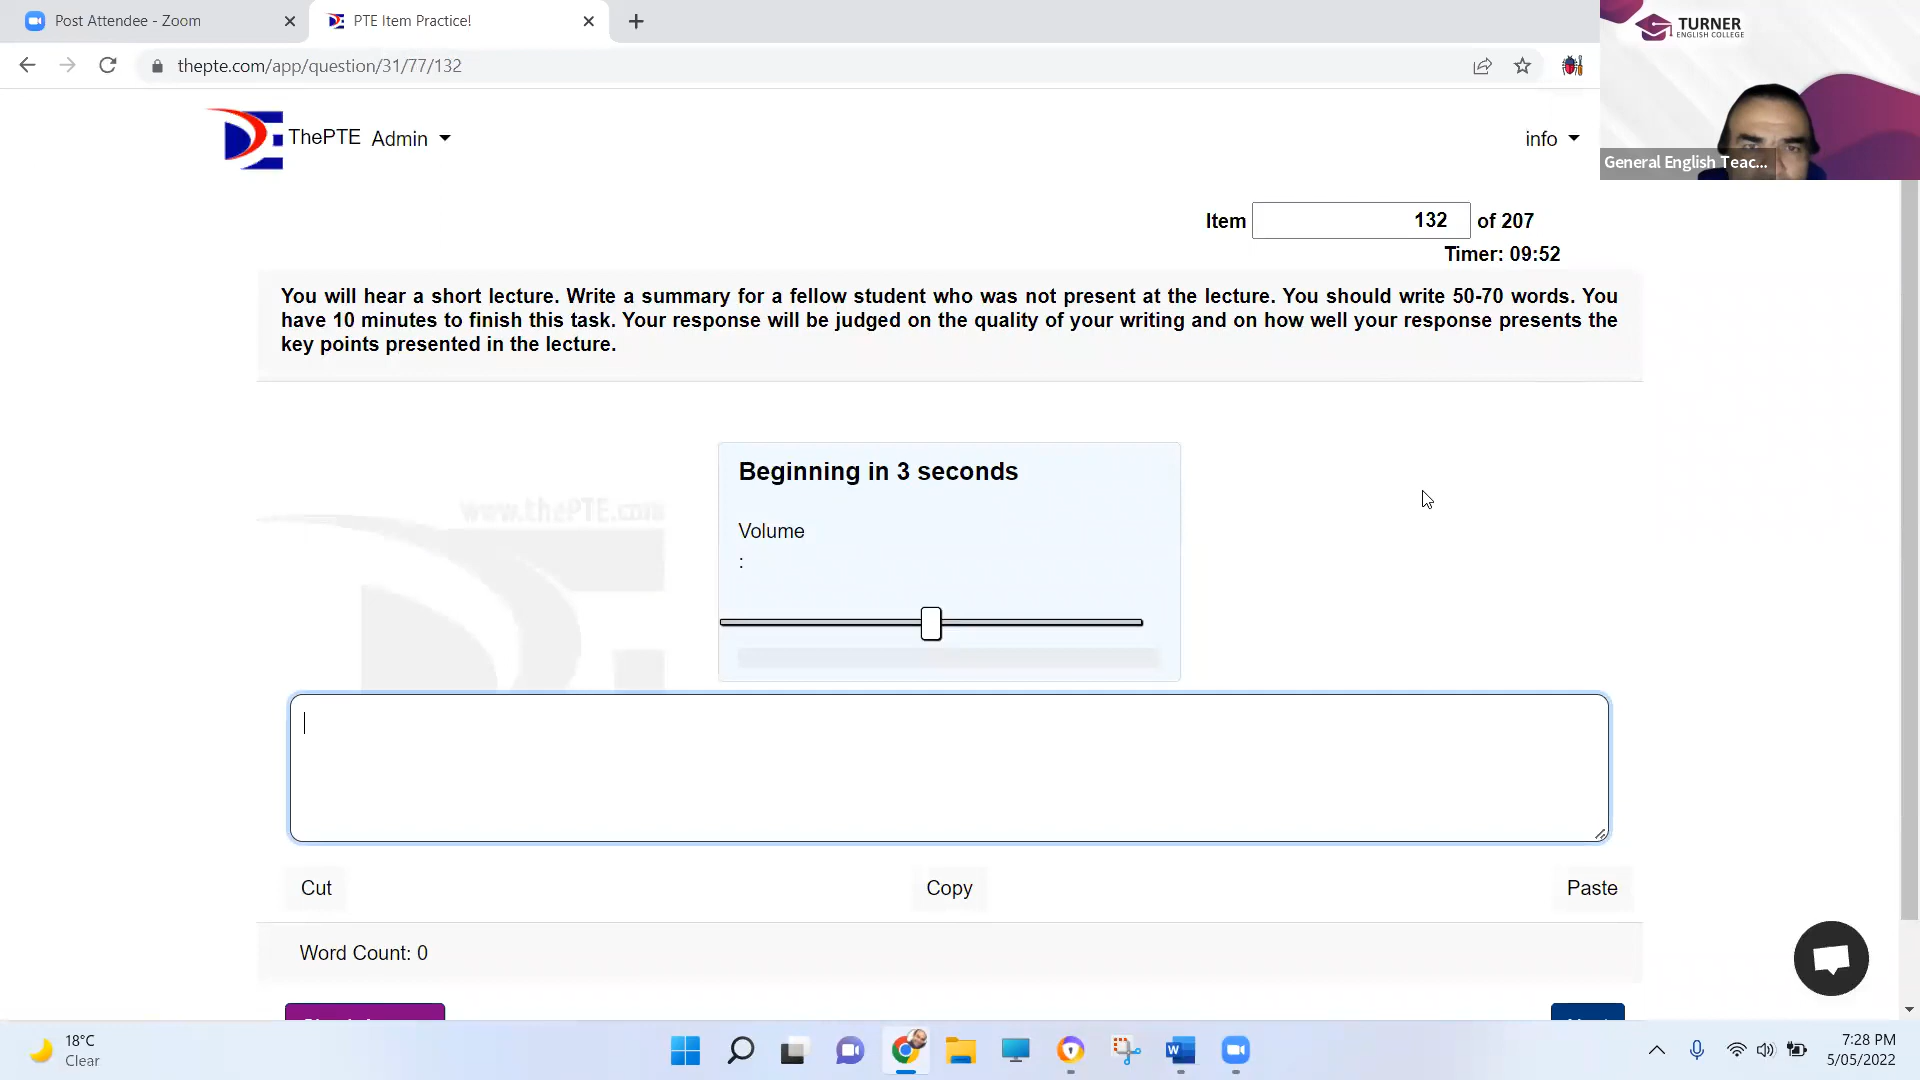 Post Attendee - Zoom
PTE Item Practice!
thepte.com/app/question/31/77/132
TURNER
ENGLISH COLLEGE
General English Teac...
ThePTE
Admin
info
Item 132 of 207
Timer: 09:52
You will hear a short lecture. Write a summary for a fellow student who was not present at the lecture. You should write 50-70 words. You
have 10 minutes to finish this task. Your response will be judged on the quality of your writing and on how well your response presents the
key points presented in the lecture.
www.thePTE.com
Beginning in 3 seconds
Volume
:
Cut
Copy
Paste
Word Count: 0
18°C
Clear
7:28 PM
5/05/2022